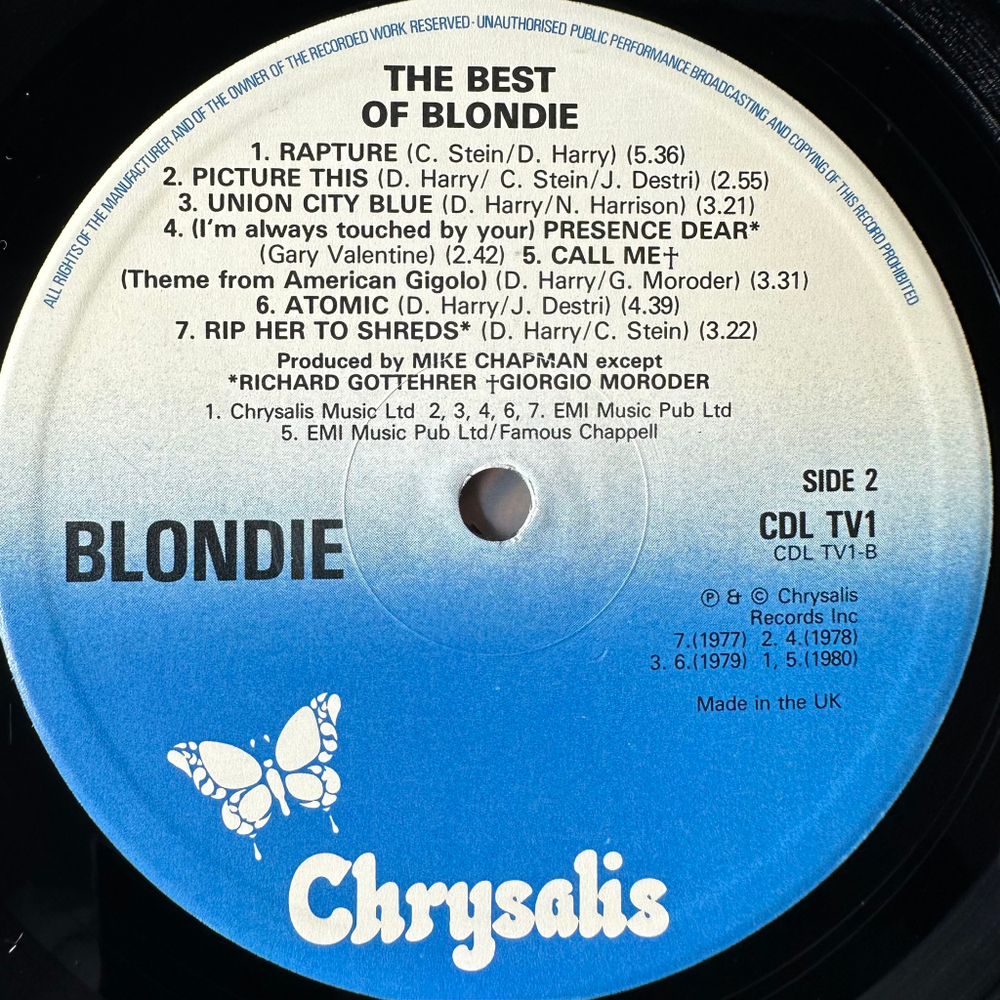 ALL RIGHTS OF THE MANUFACTURER AND OF THE OWNER OF THE RECORDED WORK RESERVED · UNAUTHORISED PUBLIC PERFORMANCE BROADCASTING AND COPYING OF THIS RECORD PROHIBITED
THE BEST
OF BLONDIE
1. RAPTURE (C. Stein/D. Harry) (5.36)
2. PICTURE THIS (D. Harry/ C. Stein/J. Destri) (2.55)
3. UNION CITY BLUE (D. Harry/N. Harrison) (3.21)
4. (I'm always touched by your) PRESENCE DEAR*
(Gary Valentine) (2.42) 5. CALL ME†
(Theme from American Gigolo) (D. Harry/G. Moroder) (3.31)
6. ATOMIC (D. Harry/J. Destri) (4.39)
7. RIP HER TO SHREDS* (D. Harry/C. Stein) (3.22)
Produced by MIKE CHAPMAN except
*RICHARD GOTTEHRER †GIORGIO MORODER
1. Chrysalis Music Ltd 2, 3, 4, 6, 7. EMI Music Pub Ltd
5. EMI Music Pub Ltd/Famous Chappell
SIDE 2
CDL TV1
CDL TV1-B
BLONDIE
Ⓟ & © Chrysalis
Records Inc
7.(1977) 2. 4.(1978)
3. 6.(1979) 1, 5.(1980)
Made in the UK
Chrysalis